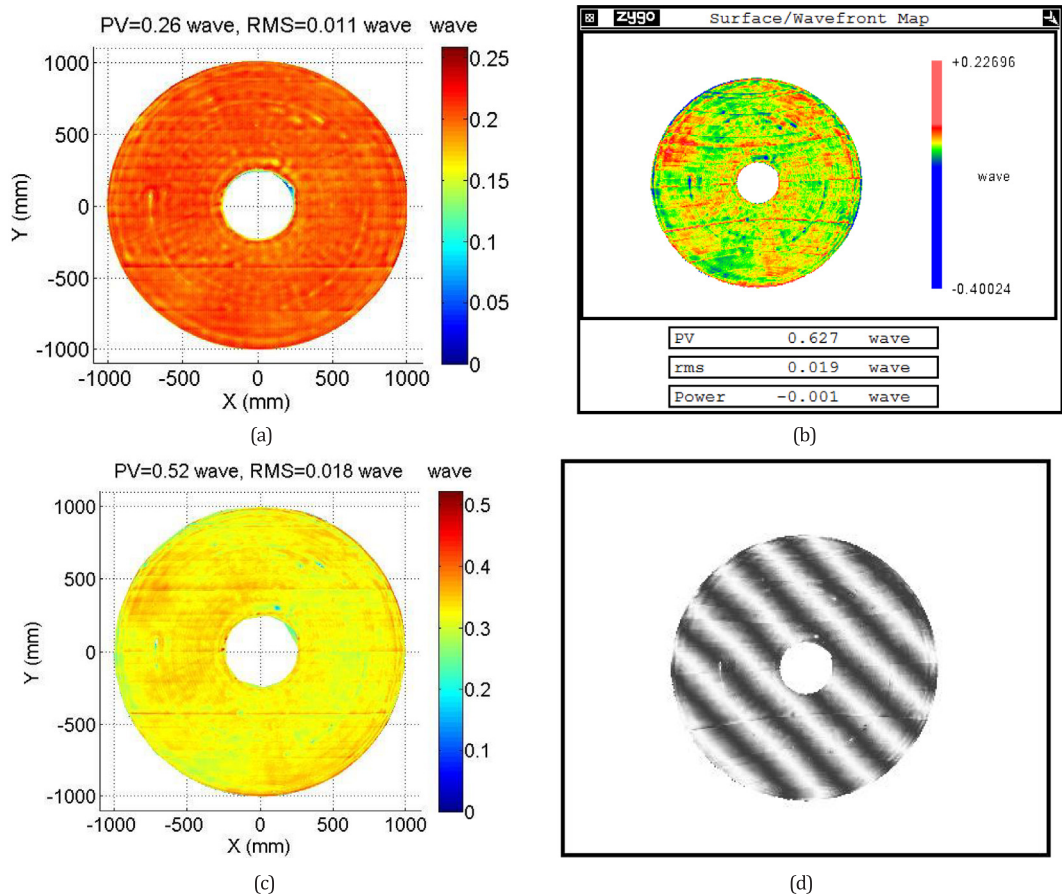 PV=0.26 wave, RMS=0.011 wave wave
1000
500
0
-500
-1000
Y (mm)
-1000 -500 0 500 1000
X (mm)
0.25
0.2
0.15
0.1
0.05
0
(a)
zygo Surface/Wavefront Map
+0.22696
wave
-0.40024
PV 0.627 wave
rms 0.019 wave
Power -0.001 wave
(b)
PV=0.52 wave, RMS=0.018 wave wave
1000
500
0
-500
-1000
Y (mm)
-1000 -500 0 500 1000
X (mm)
0.5
0.4
0.3
0.2
0.1
0
(c)
(d)